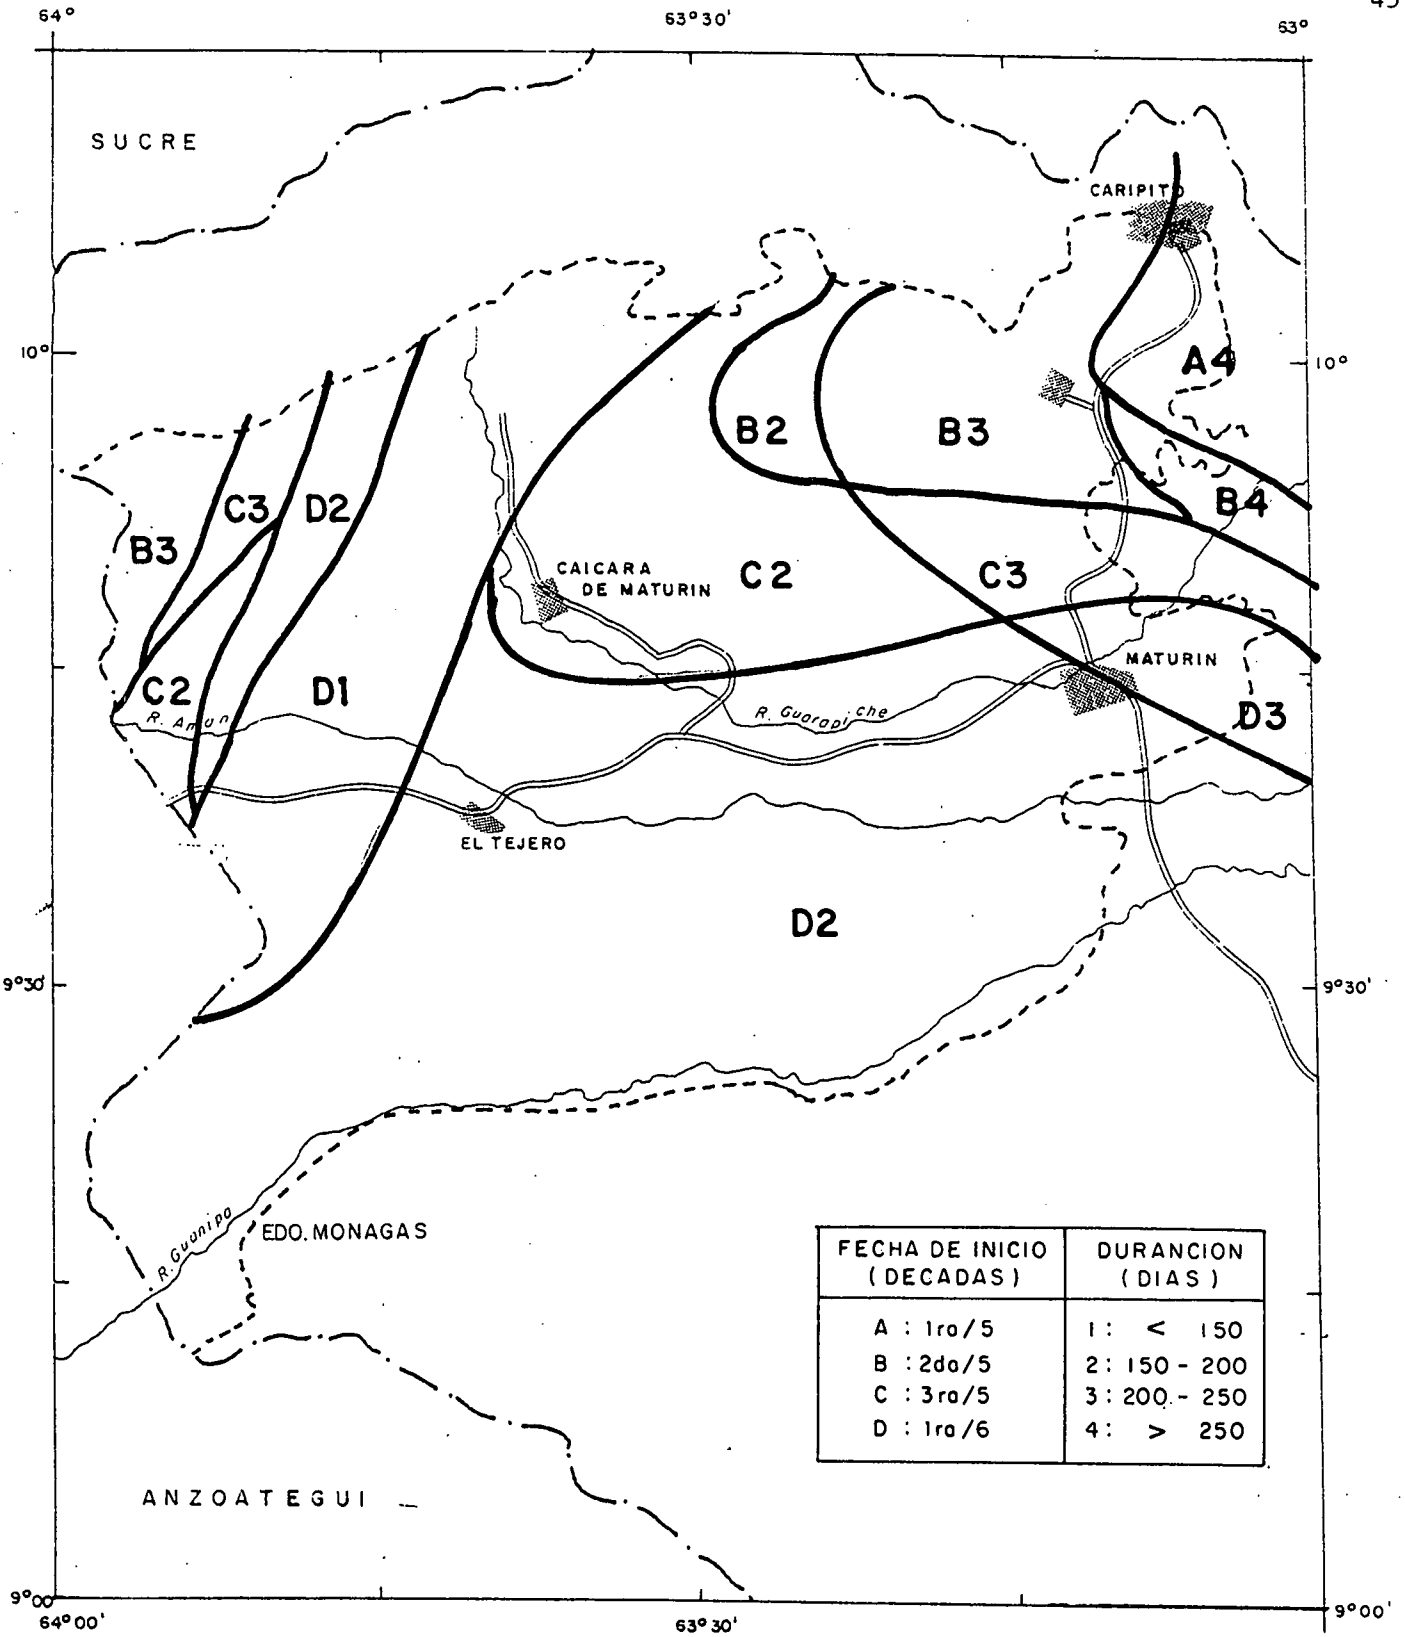 64°
63°30'
63°
SUCRE
CARIPITO
10°
10°
A4
B2
B3
C3
D2
B4
B3
CAICARA
DE MATURIN
C2
C3
MATURIN
C2
D1
R. Guarapiche
D3
EL TEJERO
D2
9°30'
9°30'
R. Guanipa
EDO. MONAGAS
FECHA DE INICIO
(DECADAS)
DURANCION
(DIAS)
A : 1ra/5
1: < 150
B : 2da/5
2: 150 - 200
C : 3ra/5
3: 200 - 250
D : 1ra/6
4: > 250
ANZOATEGUI
9°00'
9°00'
64°00'
63°30'